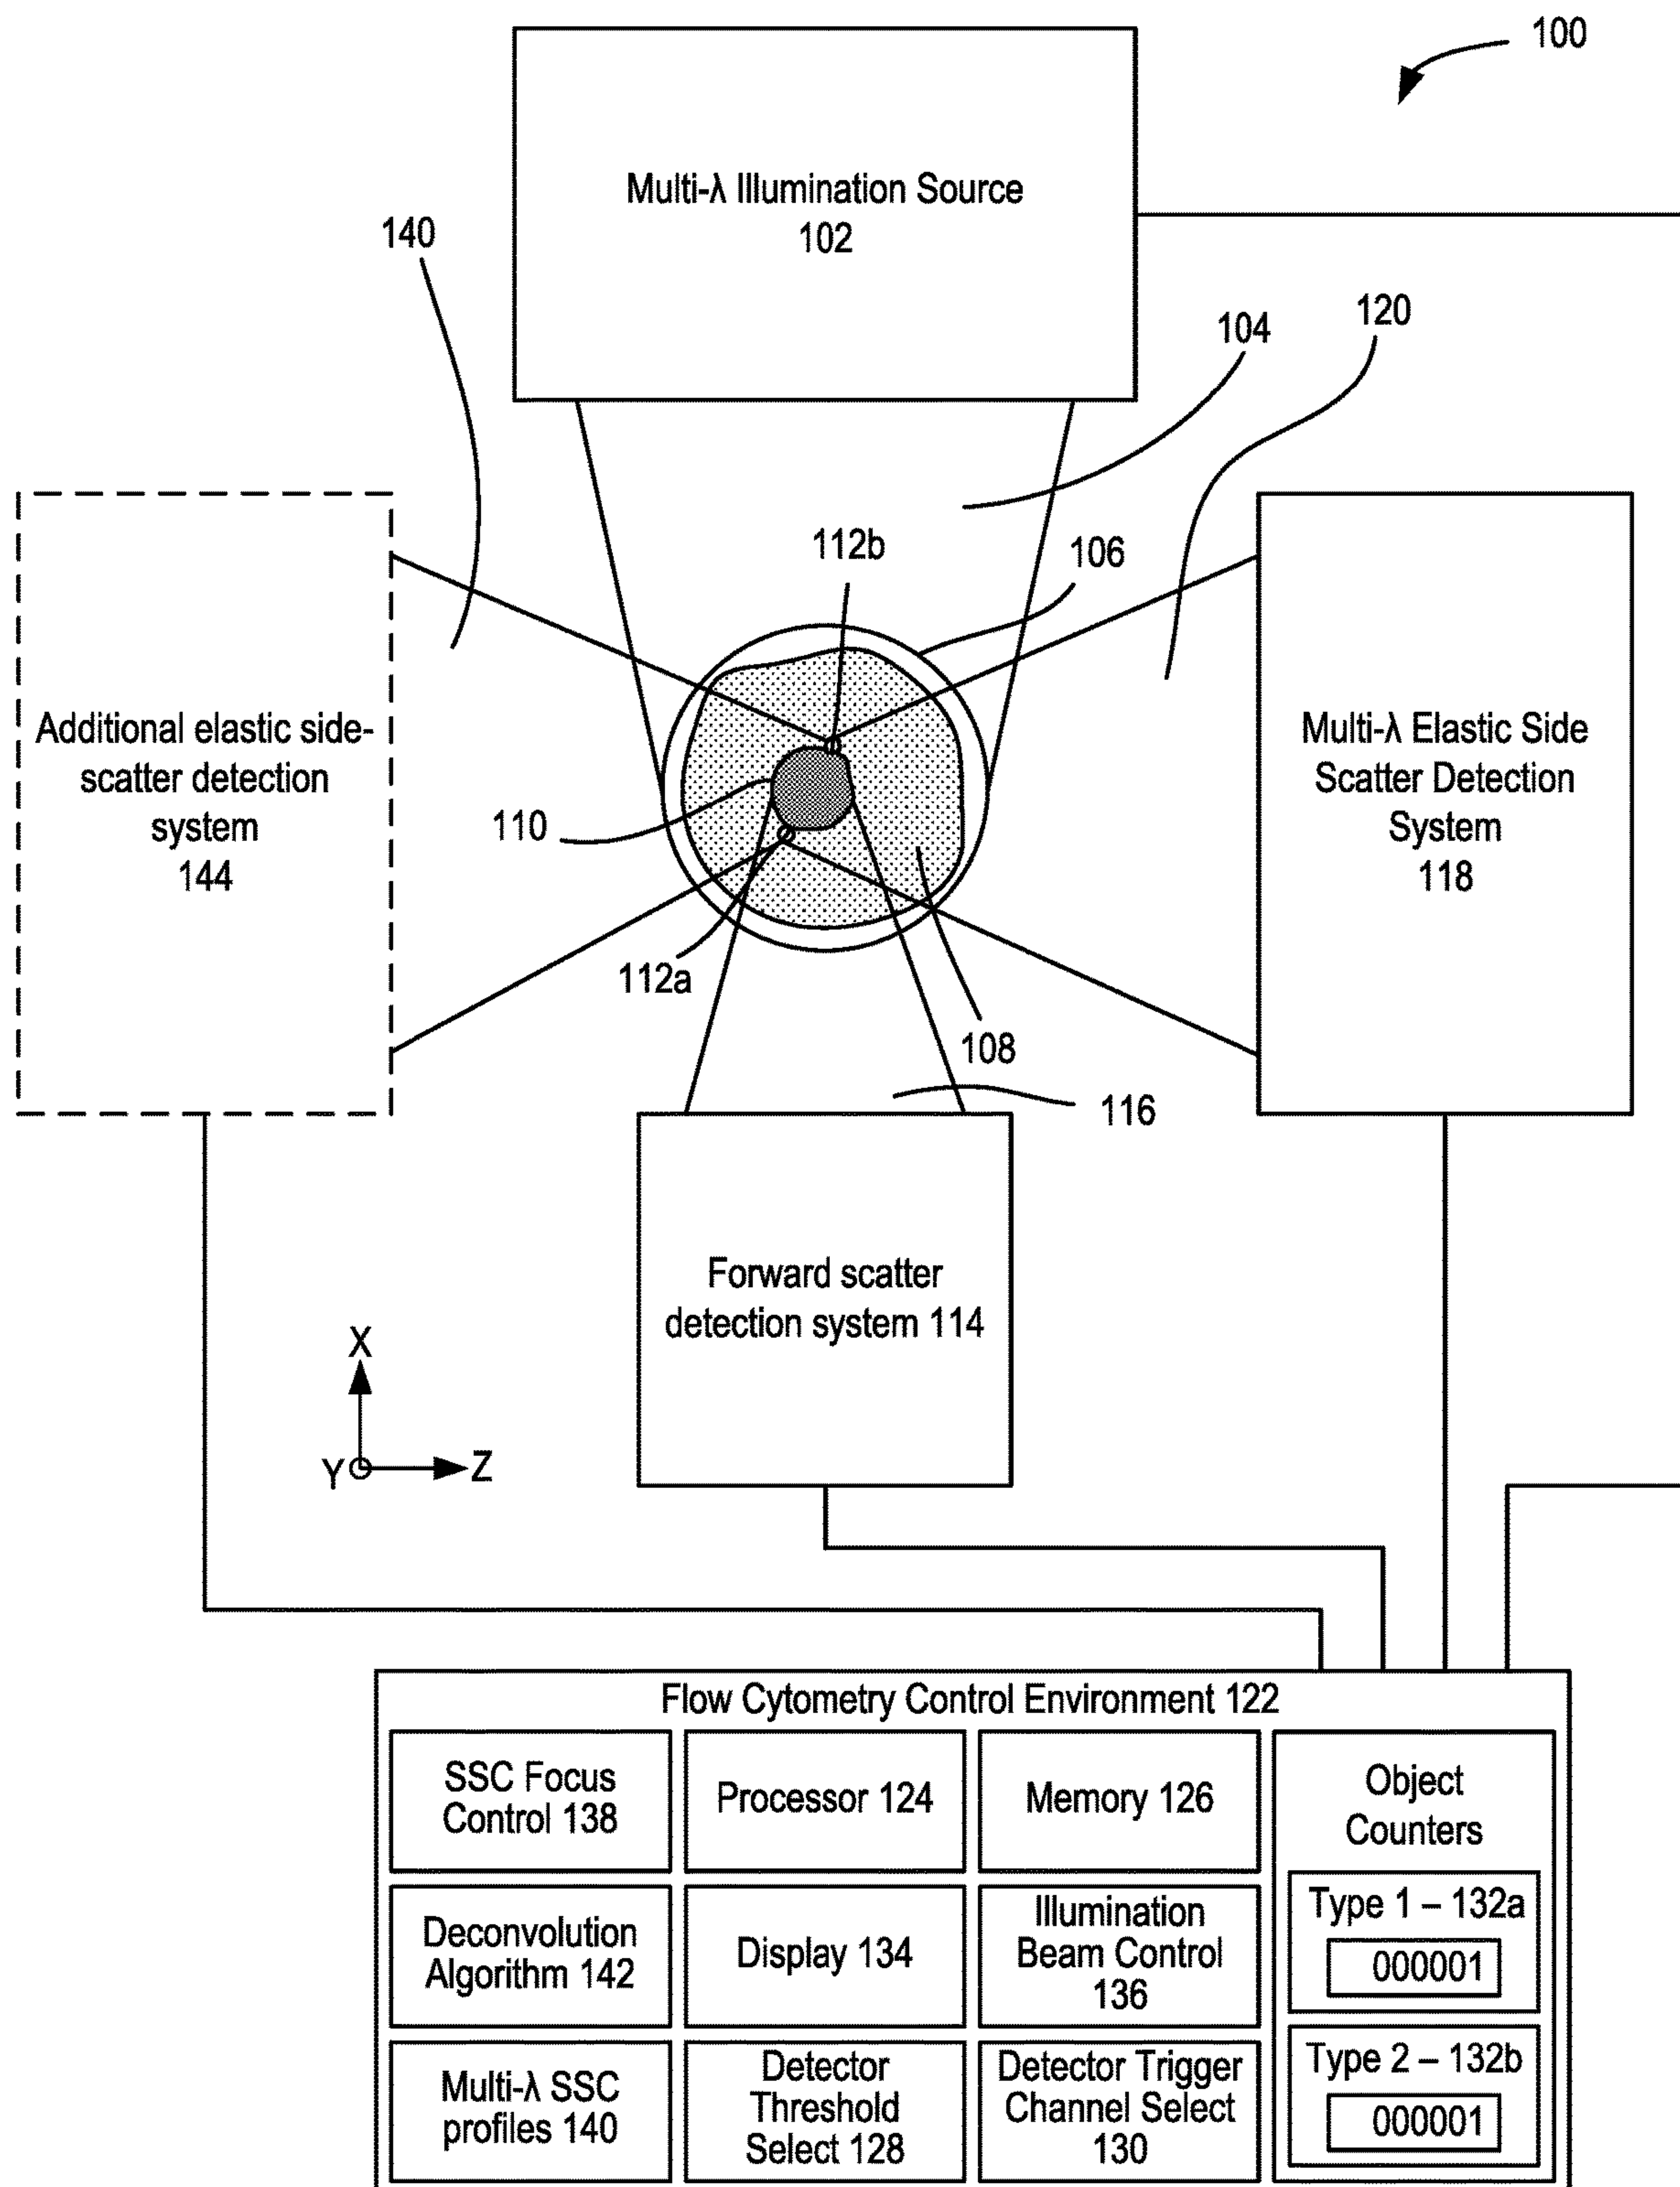 100
Multi-λ Illumination Source
102
140
104
120
112b
106
Additional elastic side-
scatter detection
system
144
Multi-λ Elastic Side
Scatter Detection
System
118
110
112a
108
116
Forward scatter
detection system 114
X
Y
Z
Flow Cytometry Control Environment 122
SSC Focus
Control 138
Processor 124
Memory 126
Object
Counters
Deconvolution
Algorithm 142
Display 134
Illumination
Beam Control
136
Type 1 – 132a
000001
Multi-λ SSC
profiles 140
Detector
Threshold
Select 128
Detector Trigger
Channel Select
130
Type 2 – 132b
000001